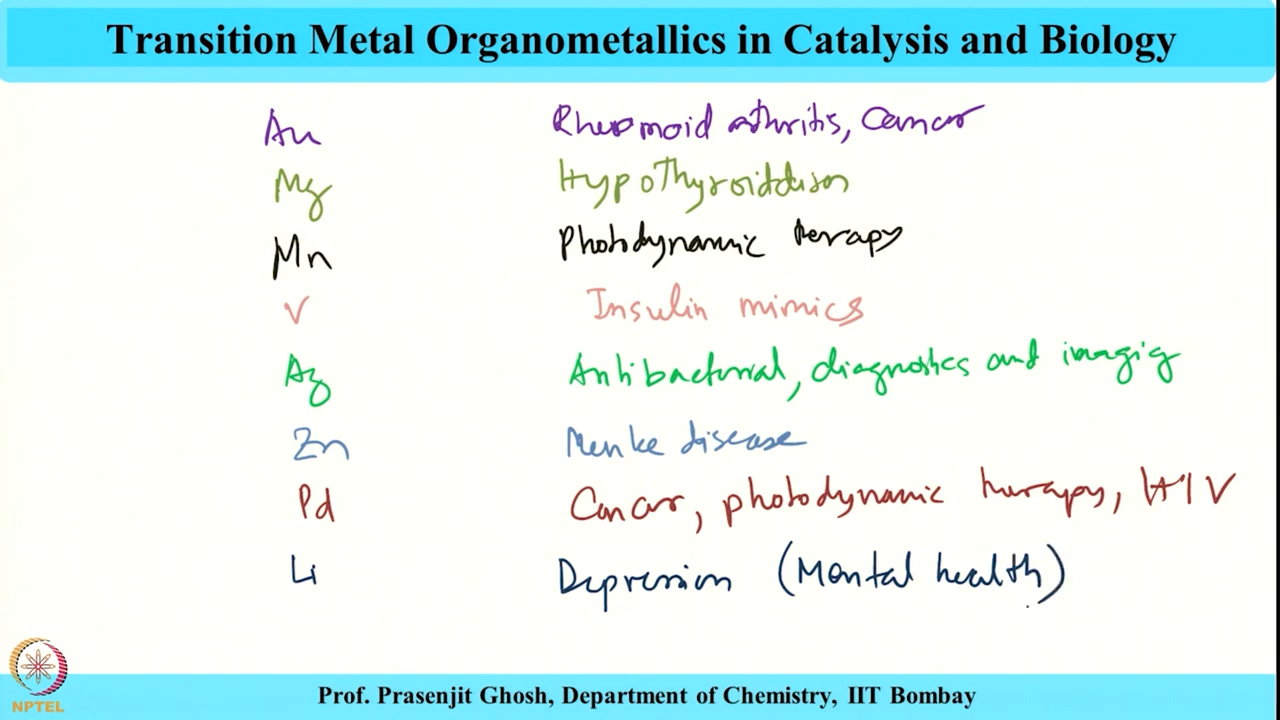 Transition Metal Organometallics in Catalysis and Biology
Au Rheumoid arthritis, Cancer
Mg Hypothyroiddism
Mn Photodynamic therapy
V Insulin mimics
Ag Antibacterial, diagnostics and imagig
Zn Menke disease
Pd Cancer, photodynamic therapy, HIV
Li Depression (Mental health)
NPTEL
Prof. Prasenjit Ghosh, Department of Chemistry, IIT Bombay